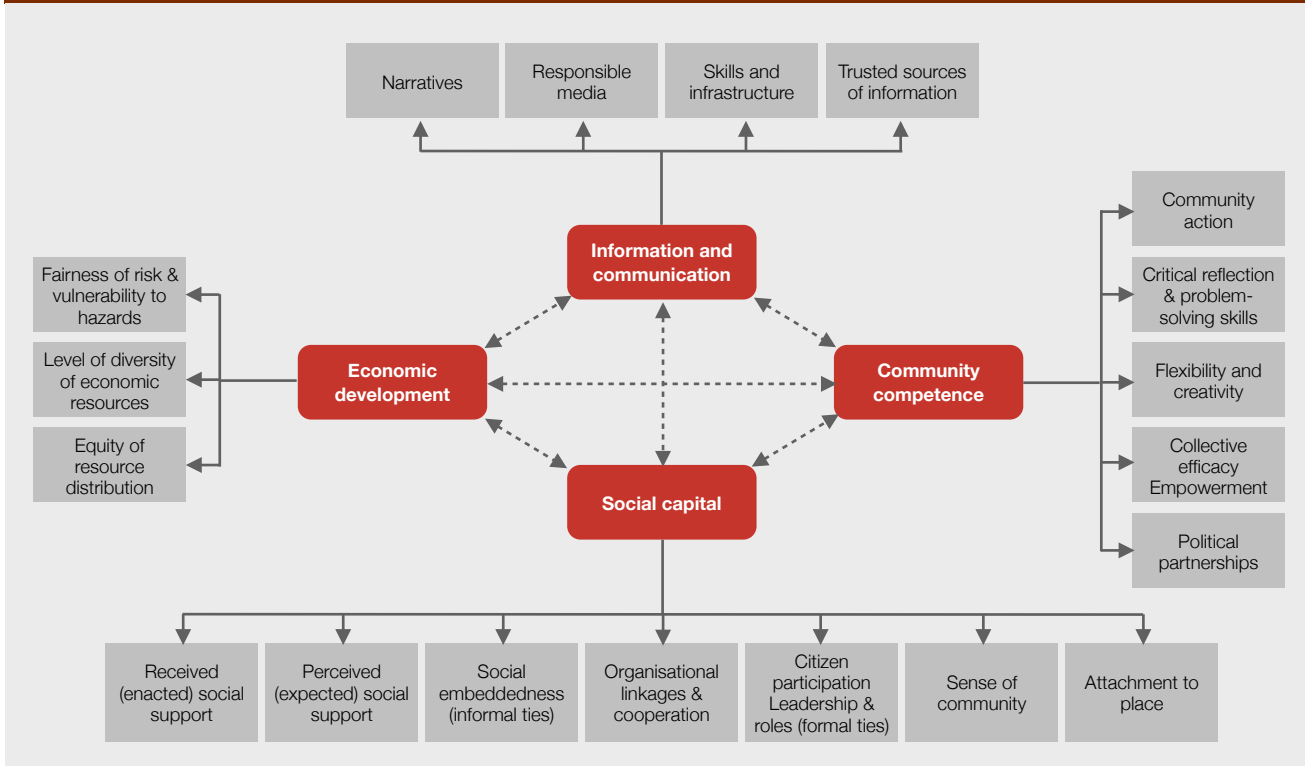 Narratives
Responsible
media
Skills and
infrastructure
Trusted sources
of information
Information and
communication
Community
action
Critical reflection
& problem-
solving skills
Flexibility and
creativity
Collective
efficacy
Empowerment
Political
partnerships
Fairness of risk &
vulnerability to
hazards
Level of diversity
of economic
resources
Equity of
resource
distribution
Economic
development
Community
competence
Social capital
Received
(enacted) social
support
Perceived
(expected) social
support
Social
embeddedness
(informal ties)
Organisational
linkages &
cooperation
Citizen
participation
Leadership &
roles (formal ties)
Sense of
community
Attachment to
place